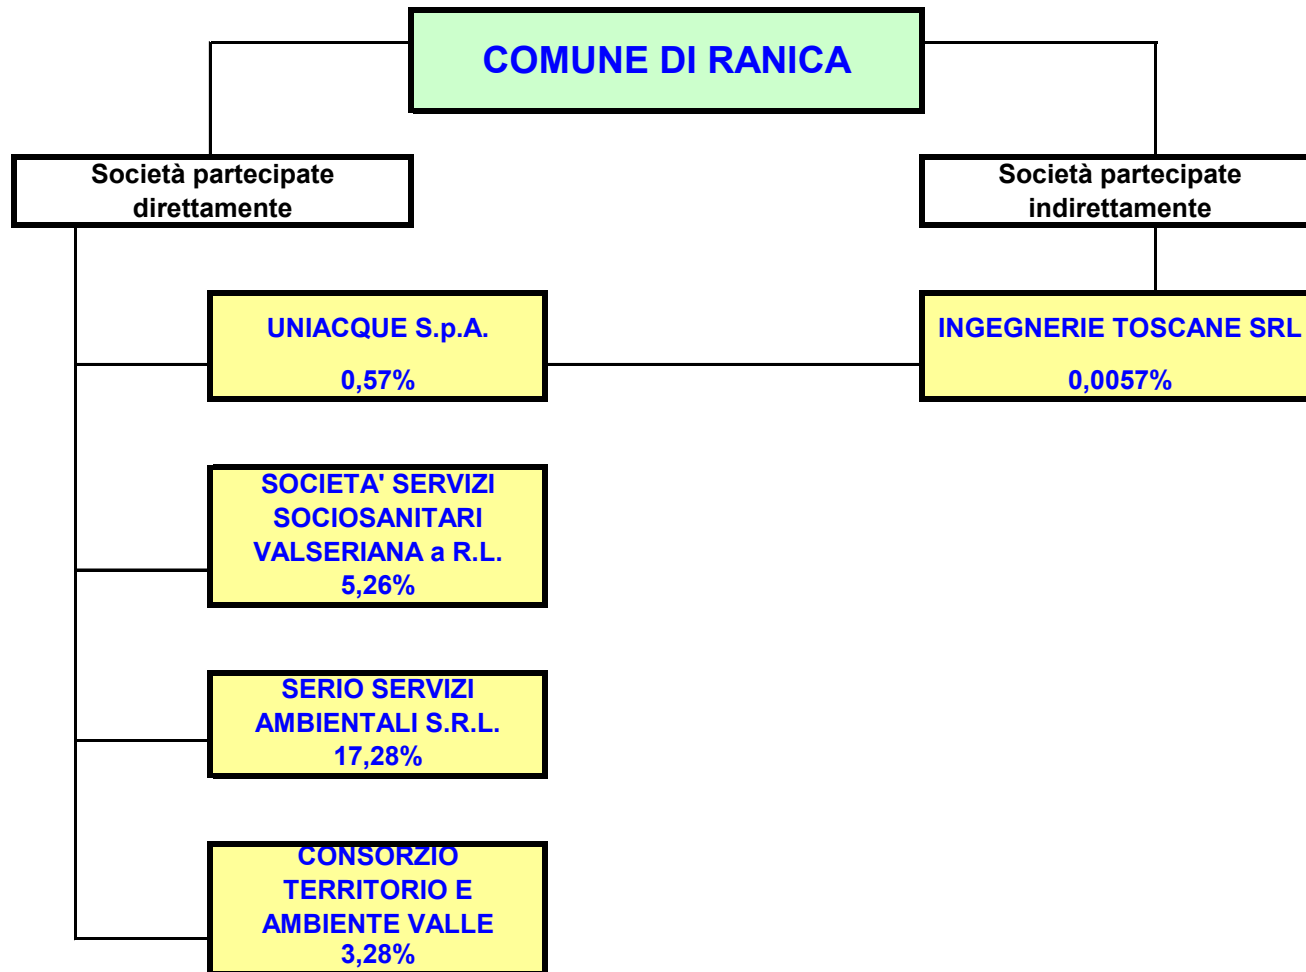 COMUNE DI RANICA
Società partecipate
direttamente
Società partecipate
indirettamente
UNIACQUE S.p.A.
0,57%
INGEGNERIE TOSCANE SRL
0,0057%
SOCIETA' SERVIZI
SOCIOSANITARI
VALSERIANA a R.L.
5,26%
SERIO SERVIZI
AMBIENTALI S.R.L.
17,28%
CONSORZIO
TERRITORIO E
AMBIENTE VALLE
3,28%